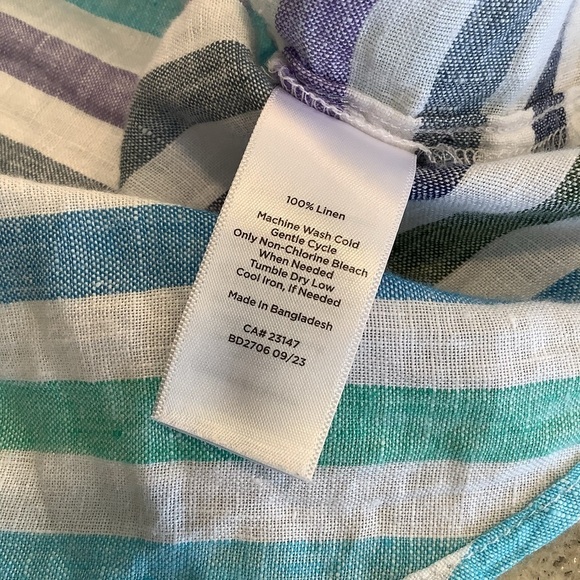 100% Linen
Machine Wash Cold
Gentle Cycle
Only Non-Chlorine Bleach
When Needed
Tumble Dry Low
Cool Iron, If Needed
Made in Bangladesh
CA# 23147
BD2706 09/23